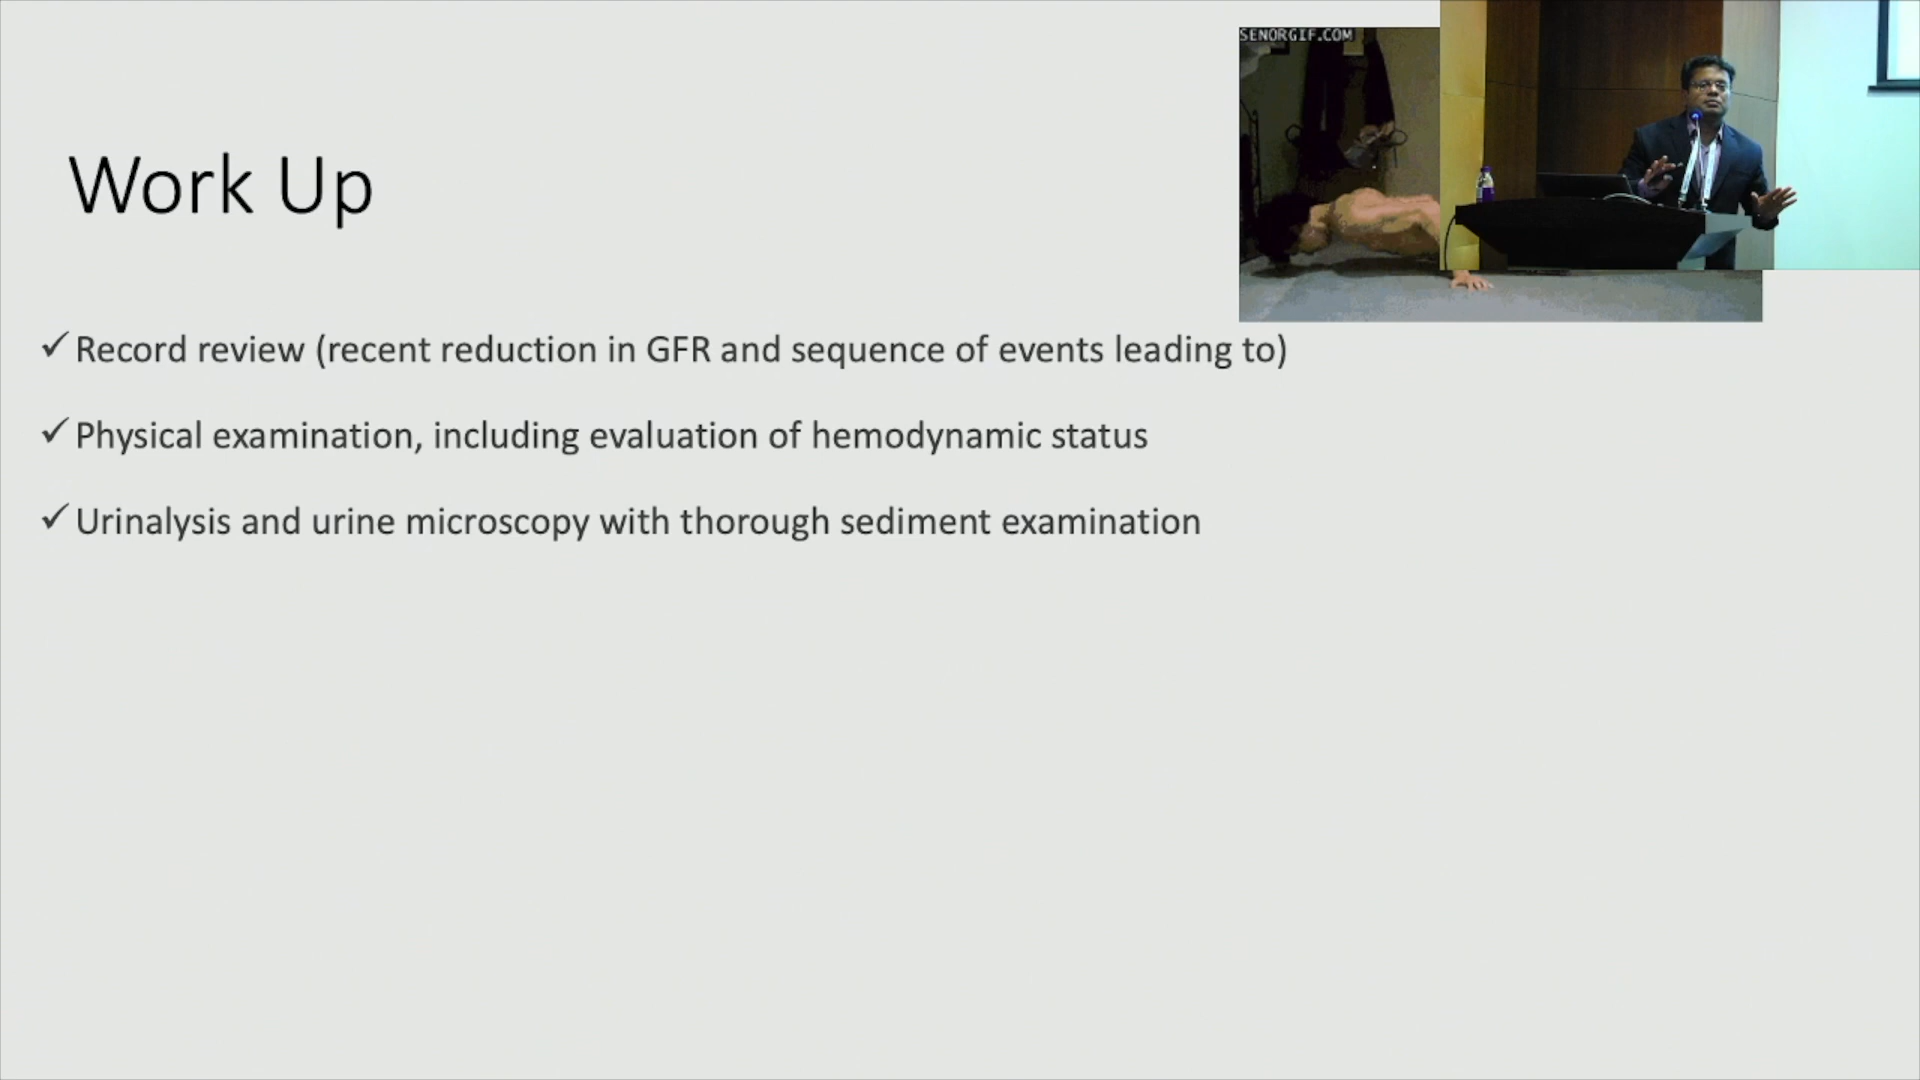 SENORGIF.COM
Work Up
✓ Record review (recent reduction in GFR and sequence of events leading to)
✓ Physical examination, including evaluation of hemodynamic status
✓ Urinalysis and urine microscopy with thorough sediment examination